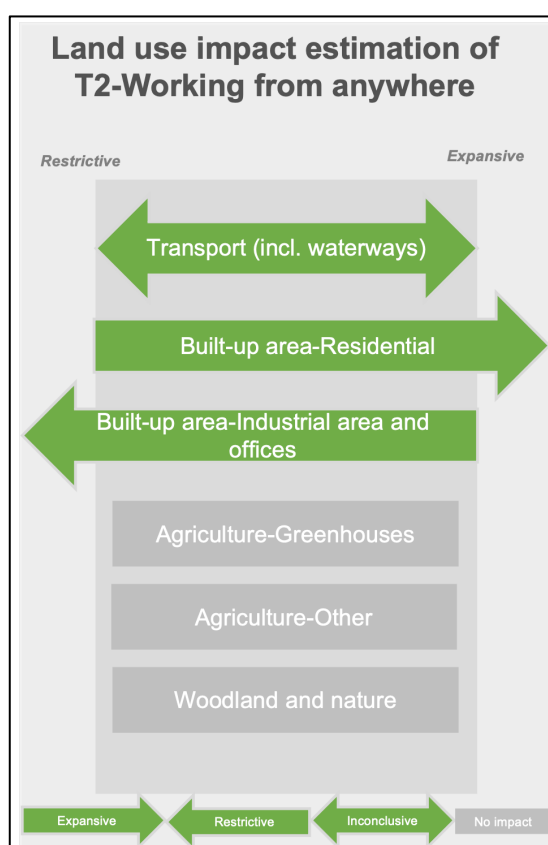 Land use impact estimation of
T2-Working from anywhere
Restrictive
Expansive
Transport (incl. waterways)
Built-up area-Residential
Built-up area-Industrial area and
offices
Agriculture-Greenhouses
Agriculture-Other
Woodland and nature
Expansive
Restrictive
Inconclusive
No impact